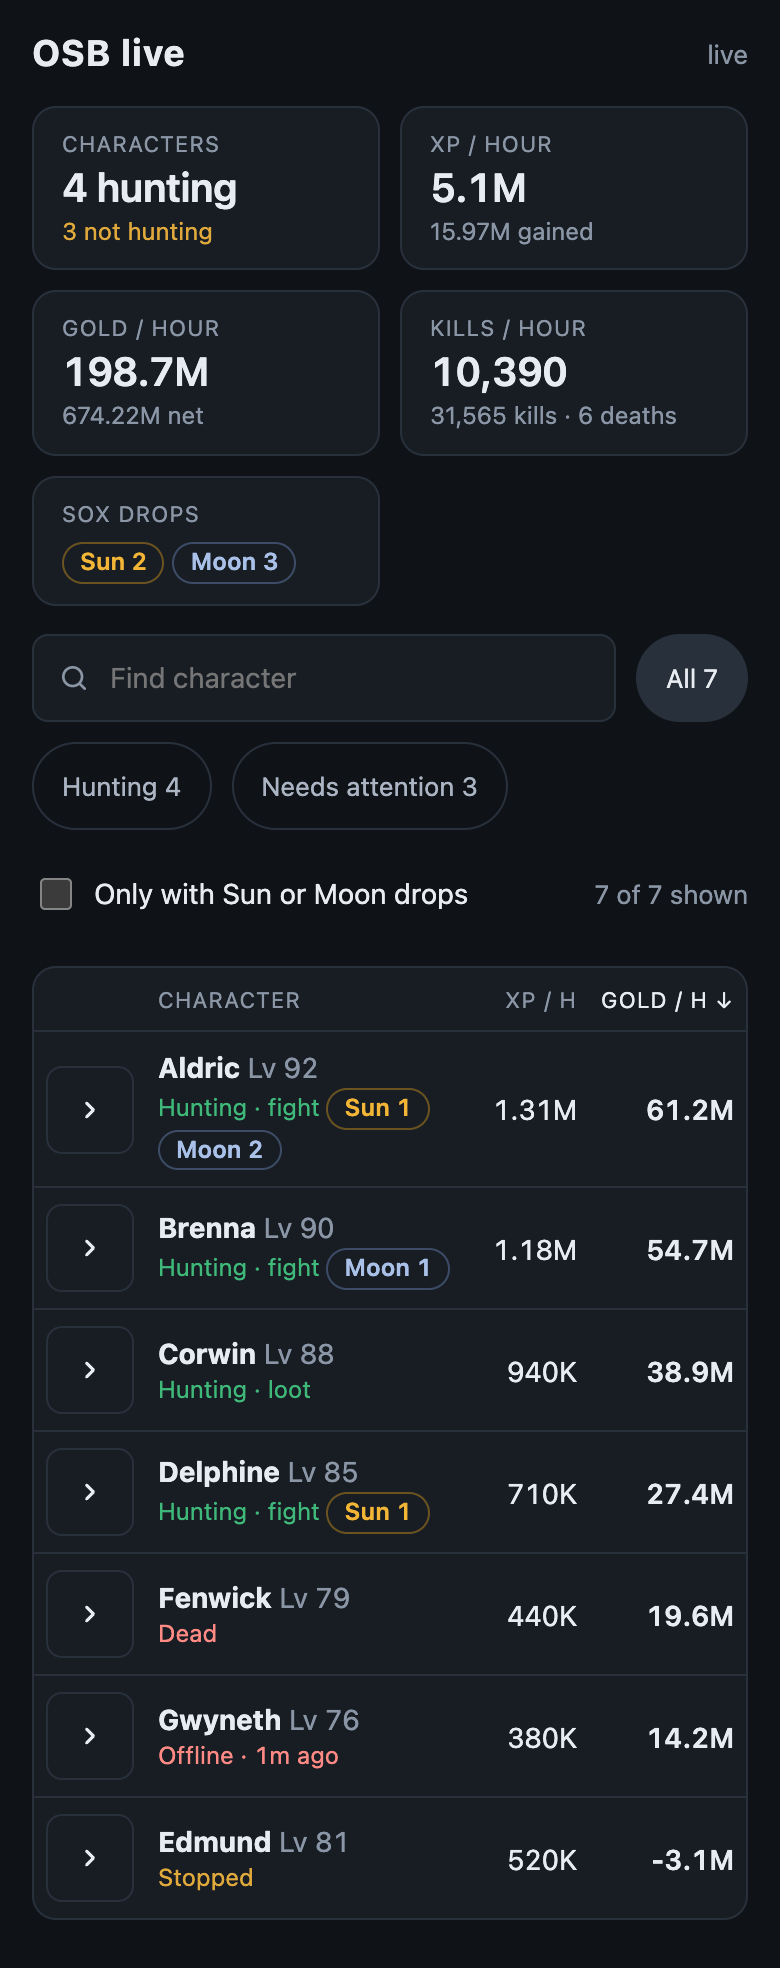 OSB live
live
CHARACTERS
4 hunting
3 not hunting
XP / HOUR
5.1M
15.97M gained
GOLD / HOUR
198.7M
674.22M net
KILLS / HOUR
10,390
31,565 kills · 6 deaths
SOX DROPS
Sun 2 Moon 3
Find character
All 7
Hunting 4
Needs attention 3
Only with Sun or Moon drops
7 of 7 shown
CHARACTER XP / H GOLD / H ↓
Aldric Lv 92
Hunting · fight Sun 1
Moon 2
1.31M 61.2M
Brenna Lv 90
Hunting · fight Moon 1
1.18M 54.7M
Corwin Lv 88
Hunting · loot
940K 38.9M
Delphine Lv 85
Hunting · fight Sun 1
710K 27.4M
Fenwick Lv 79
Dead
440K 19.6M
Gwyneth Lv 76
Offline · 1m ago
380K 14.2M
Edmund Lv 81
Stopped
520K -3.1M